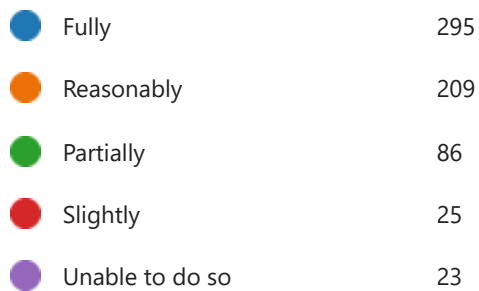 Fully 295
Reasonably 209
Partially 86
Slightly 25
Unable to do so 23